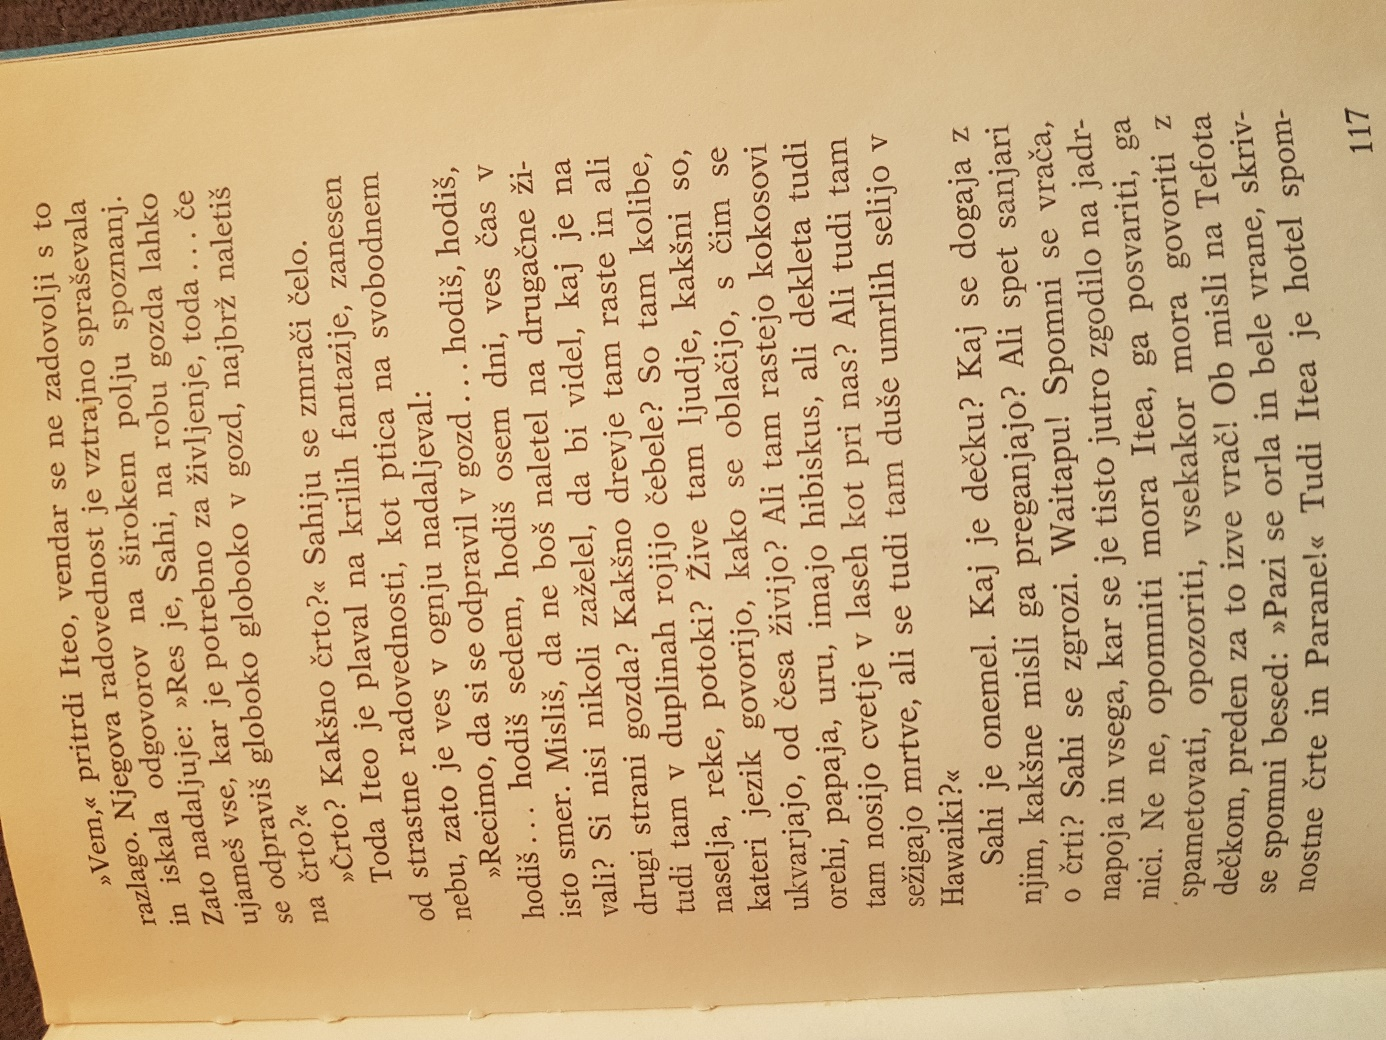 »Vem,« pritrdi Iteo, vendar se ne zadovolji s to
razlago. Njegova radovednost je vztrajno spraševala
in iskala odgovorov na širokem polju spoznanj.
Zato nadaljuje: »Res je, Sahi, na robu gozda lahko
ujameš vse, kar je potrebno za življenje, toda... če
se odpraviš globoko globoko v gozd, najbrž naletiš
na črto?«
»Črto? Kakšno črto?« Sahiju se zmrači čelo.
Toda Iteo je plaval na krilih fantazije, zanesen
od strastne radovednosti, kot ptica na svobodnem
nebu, zato je ves v ognju nadaljeval:
»Recimo, da si se odpravil v gozd... hodiš, hodiš,
hodiš... hodiš sedem, hodiš osem dni, ves čas v
isto smer. Misliš, da ne boš naletel na drugačne ži-
vali? Si nisi nikoli zaželel, da bi videl, kaj je na
drugi strani gozda? Kakšno drevje tam raste in ali
tudi tam v duplinah rojijo čebele? So tam kolibe,
naselja, reke, potoki? Žive tam ljudje, kakšni so,
kateri jezik govorijo, kako se oblačijo, s čim se
ukvarjajo, od česa živijo? Ali tam rastejo kokosovi
orehi, papaja, uru, imajo hibiskus, ali dekleta tudi
tam nosijo cvetje v laseh kot pri nas? Ali tudi tam
sežigajo mrtve, ali se tudi tam duše umrlih selijo v
Hawaiki?«
Sahi je onemel. Kaj je dečku? Kaj se dogaja z
njim, kakšne misli ga preganjajo? Ali spet sanjari
o črti? Sahi se zgrozi. Waitapu! Spomni se vrača,
napoja in vsega, kar se je tisto jutro zgodilo na jadr-
nici. Ne ne, opomniti mora Itea, ga posvariti, ga
spametovati, opozoriti, vsekakor mora govoriti z
dečkom, preden za to izve vrač! Ob misli na Tefota
se spomni besed: »Pazi se orla in bele vrane, skriv-
nostne črte in Parane!« Tudi Itea je hotel spom-
117